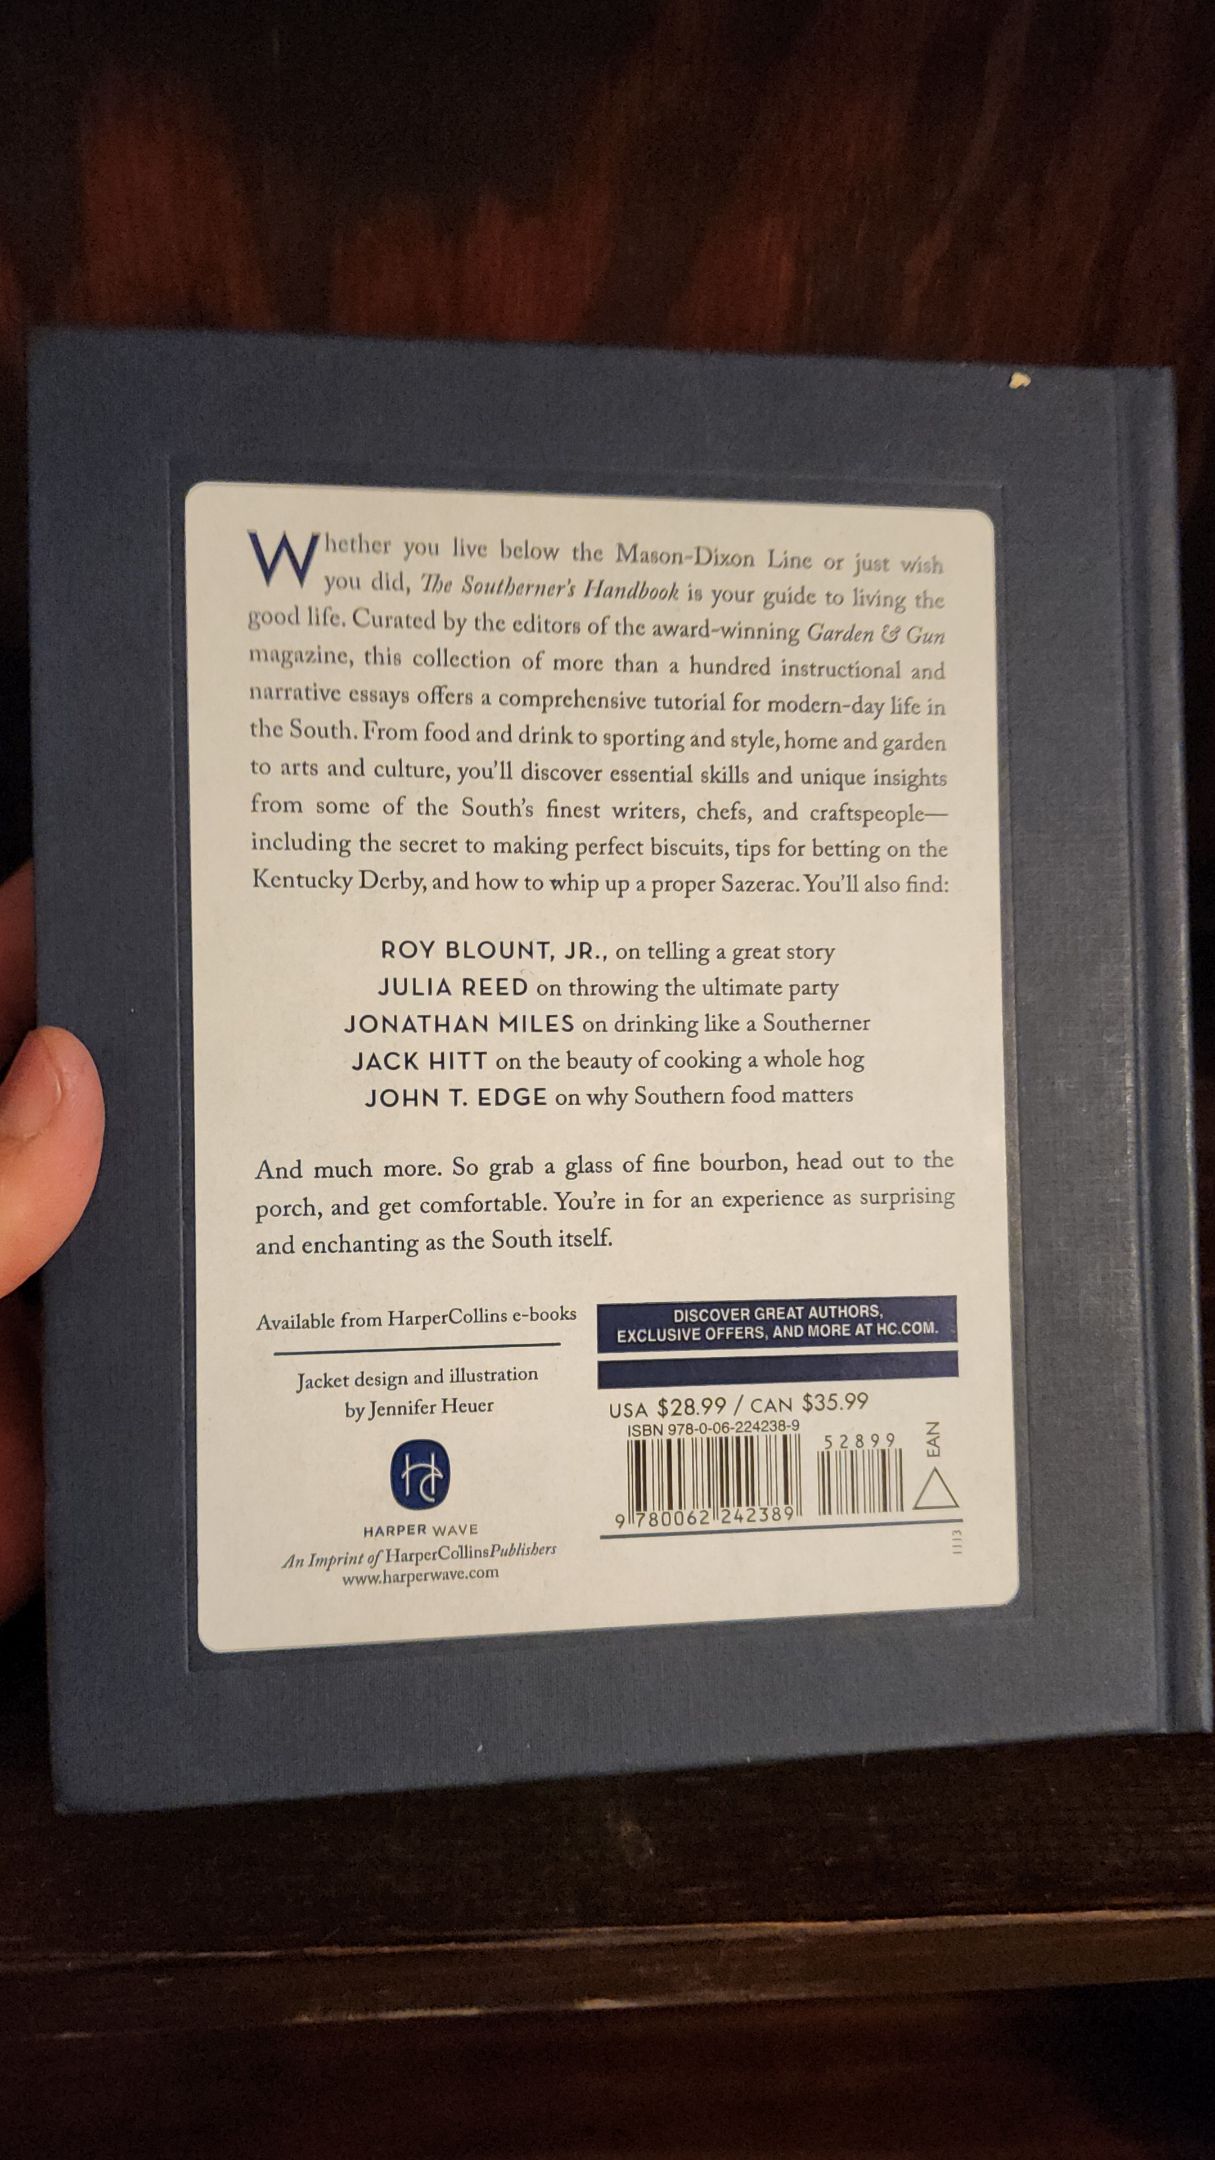 Whether you live below the Mason-Dixon Line or just wish
you did, The Southerner's Handbook is your guide to living the
good life. Curated by the editors of the award-winning Garden & Gun
magazine, this collection of more than a hundred instructional and
narrative essays offers a comprehensive tutorial for modern-day life in
the South. From food and drink to sporting and style, home and garden
to arts and culture, you'll discover essential skills and unique insights
from some of the South's finest writers, chefs, and craftspeople—
including the secret to making perfect biscuits, tips for betting on the
Kentucky Derby, and how to whip up a proper Sazerac. You'll also find:
ROY BLOUNT, JR., on telling a great story
JULIA REED on throwing the ultimate party
JONATHAN MILES on drinking like a Southerner
JACK HITT on the beauty of cooking a whole hog
JOHN T. EDGE on why Southern food matters
And much more. So grab a glass of fine bourbon, head out to the
porch, and get comfortable. You're in for an experience as surprising
and enchanting as the South itself.
Available from HarperCollins e-books
Jacket design and illustration
by Jennifer Heuer
HARPER WAVE
An Imprint of HarperCollinsPublishers
www.harperwave.com
DISCOVER GREAT AUTHORS,
EXCLUSIVE OFFERS, AND MORE AT HC.COM.
USA $28.99 / CAN $35.99
ISBN 978-0-06-224238-9
52899
EAN
9 780062 242389
1113